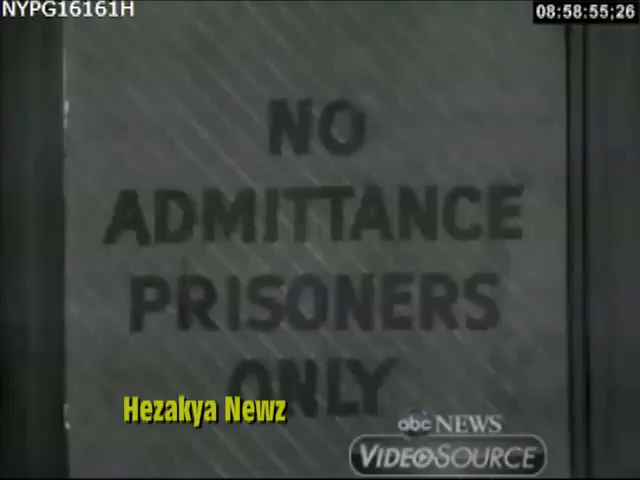 NYPG16161H
08:58:55;26
NO
ADMITTANCE
PRISONERS
ONLY
Hezakya Newz
abc NEWS
VIDEOSOURCE